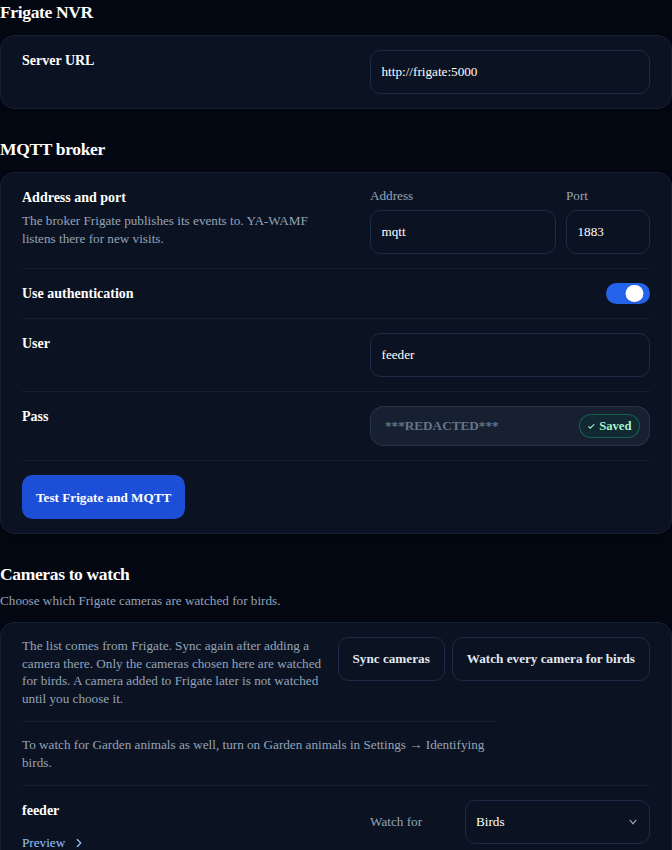 Frigate NVR
Server URL
http://frigate:5000
MQTT broker
Address and port
The broker Frigate publishes its events to. YA-WAMF
listens there for new visits.
Address
Port
mqtt
1883
Use authentication
User
feeder
Pass
***REDACTED***
Saved
Test Frigate and MQTT
Cameras to watch
Choose which Frigate cameras are watched for birds.
The list comes from Frigate. Sync again after adding a
camera there. Only the cameras chosen here are watched
for birds. A camera added to Frigate later is not watched
until you choose it.
Sync cameras
Watch every camera for birds
To watch for Garden animals as well, turn on Garden animals in Settings → Identifying
birds.
feeder
Preview
Watch for
Birds